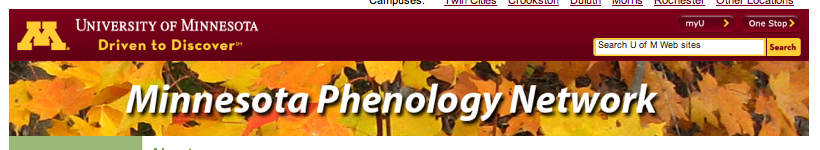 Campuses: Twin Cities Crookston Duluth Morris Rochester Other Locations
M
UNIVERSITY OF MINNESOTA
Driven to Discover℠
myU One Stop
Search U of M Web sites Search
Minnesota Phenology Network